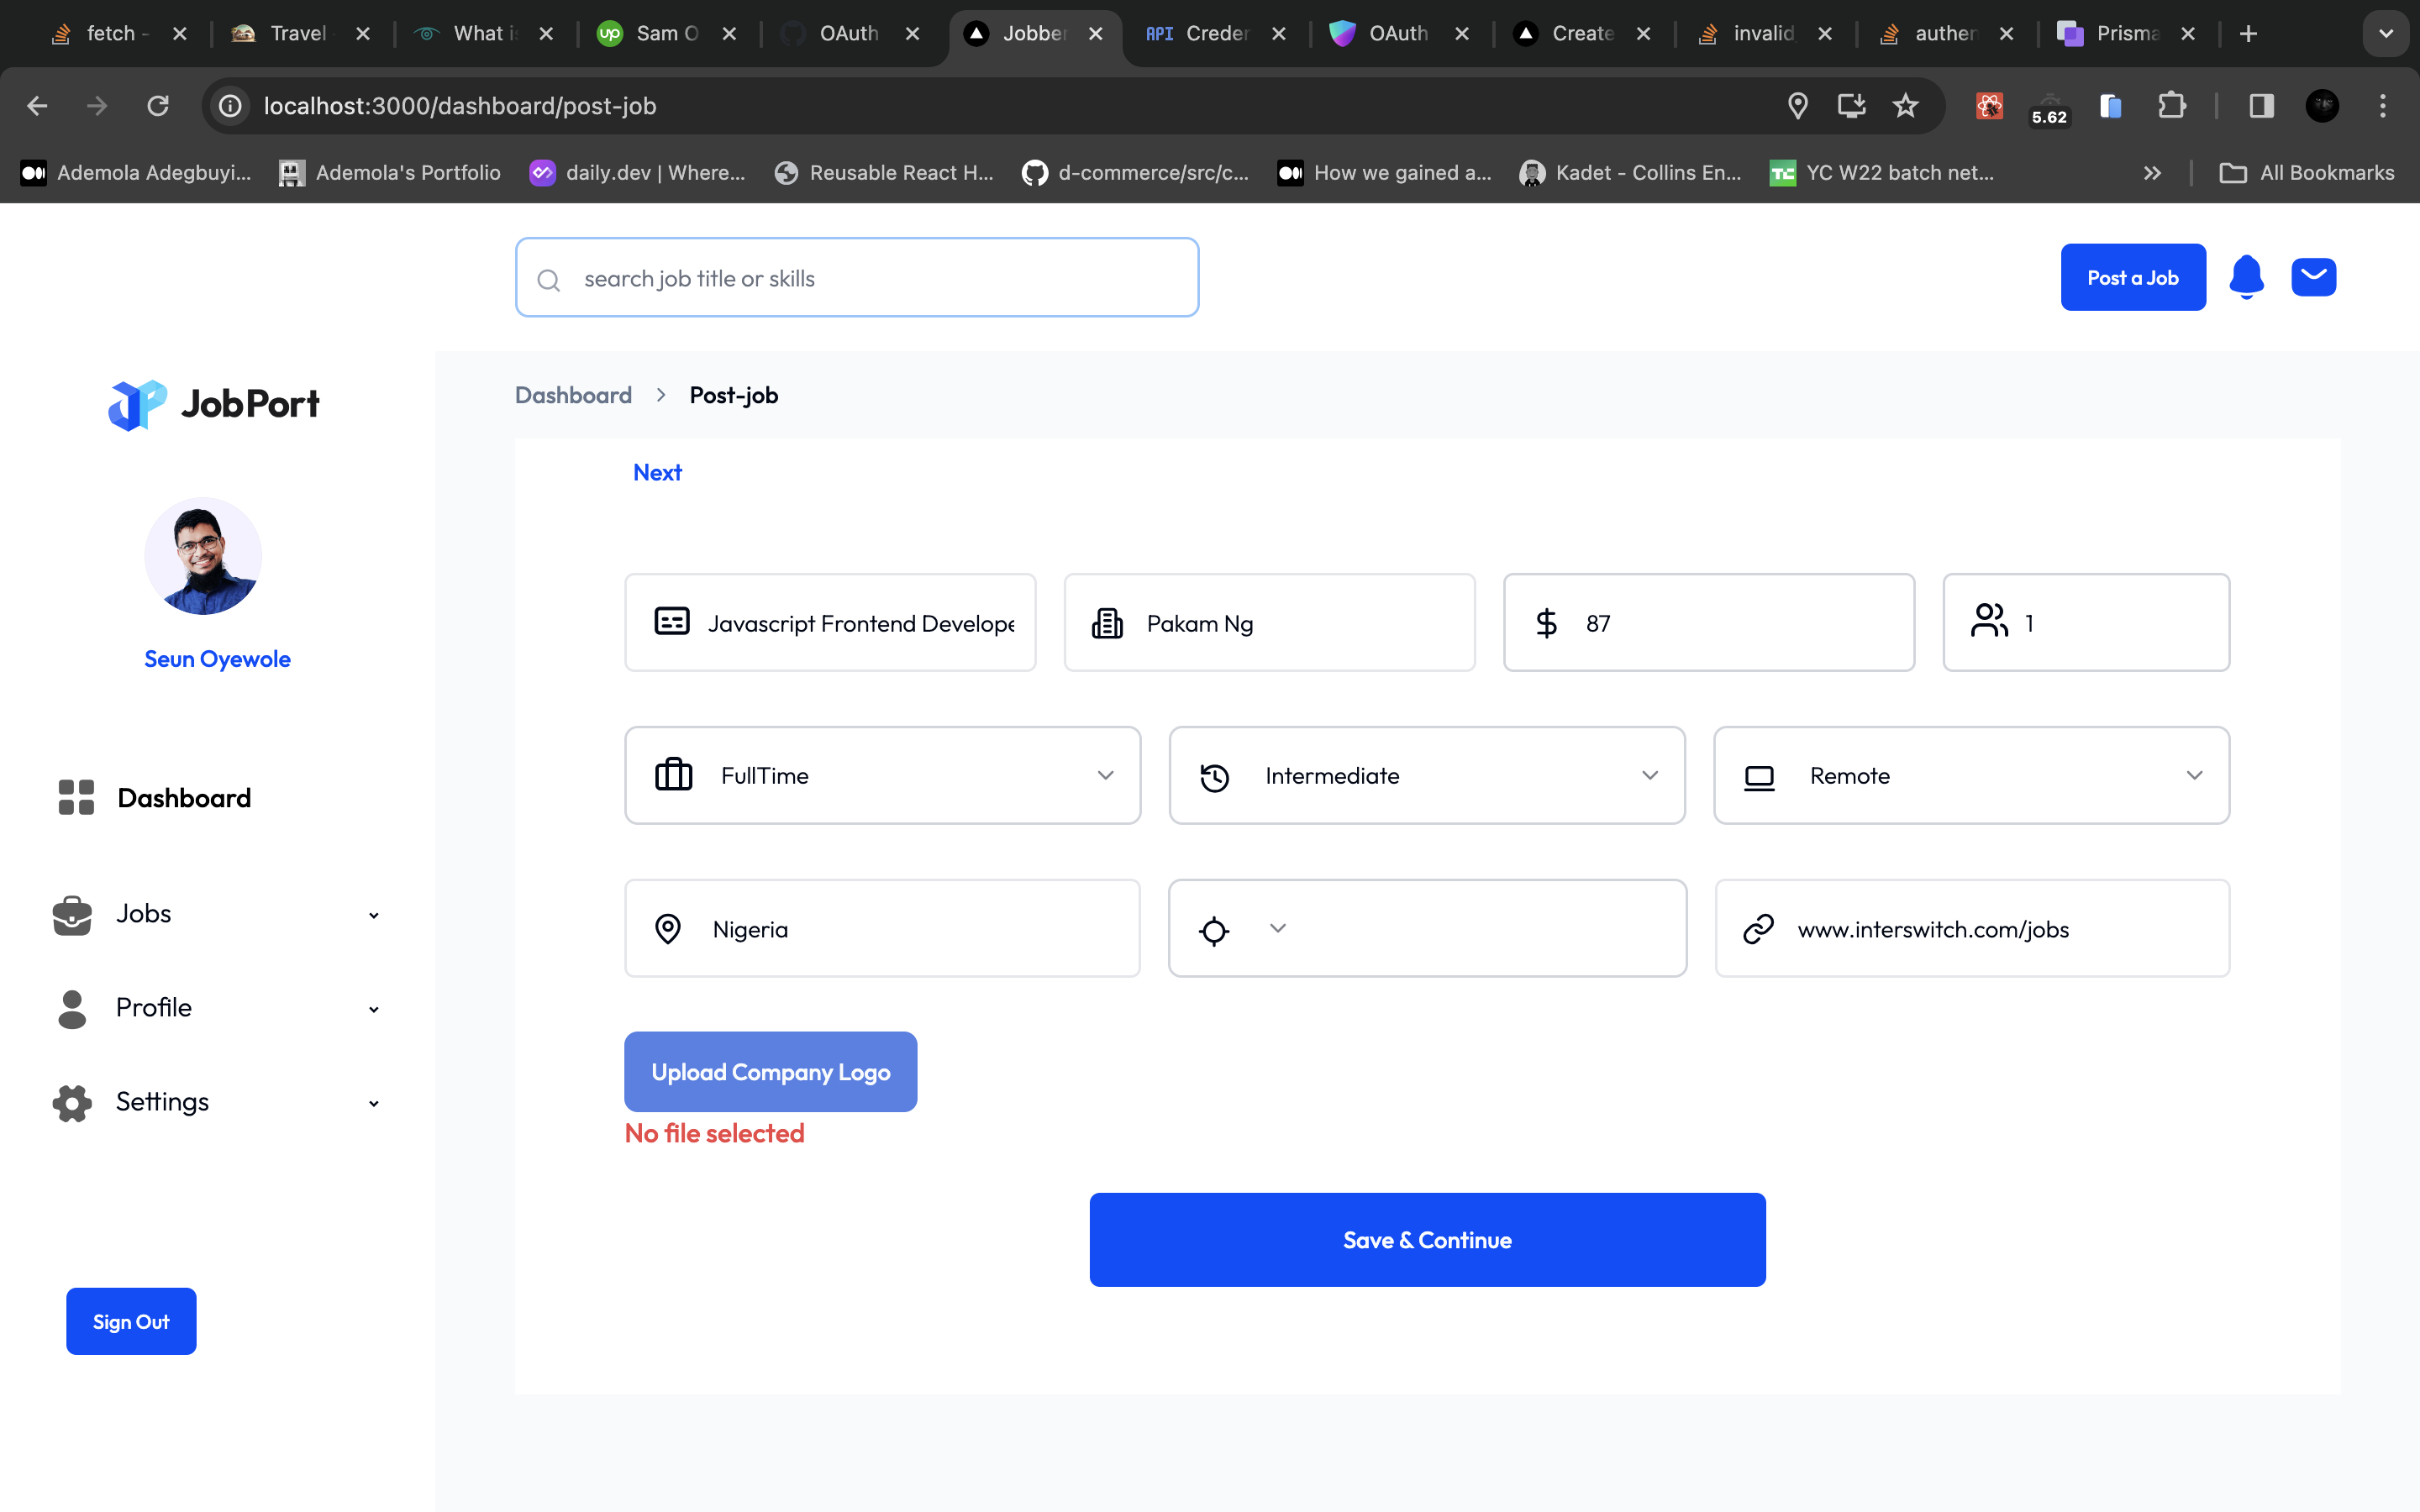 fetch -
Travel
What is
Sam O
OAuth
Jobber
API Creder
OAuth
Create
invalid
auther
Prisma
localhost:3000/dashboard/post-job
5.62
Ademola Adegbuyi...
Ademola's Portfolio
daily.dev | Where...
Reusable React H...
d-commerce/src/c...
How we gained a...
Kadet - Collins En...
YC W22 batch net...
All Bookmarks
search job title or skills
Post a Job
JobPort
Dashboard > Post-job
Next
Seun Oyewole
Javascript Frontend Develope
Pakam Ng
$ 87
1
FullTime
Intermediate
Remote
Dashboard
Nigeria
www.interswitch.com/jobs
Jobs
Profile
Settings
Upload Company Logo
No file selected
Save & Continue
Sign Out